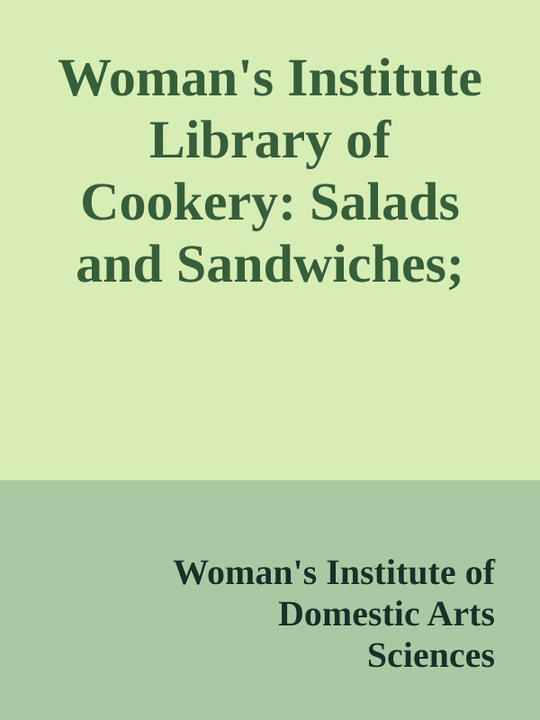 Woman's Institute
Library of
Cookery: Salads
and Sandwiches;
Woman's Institute of
Domestic Arts
Sciences